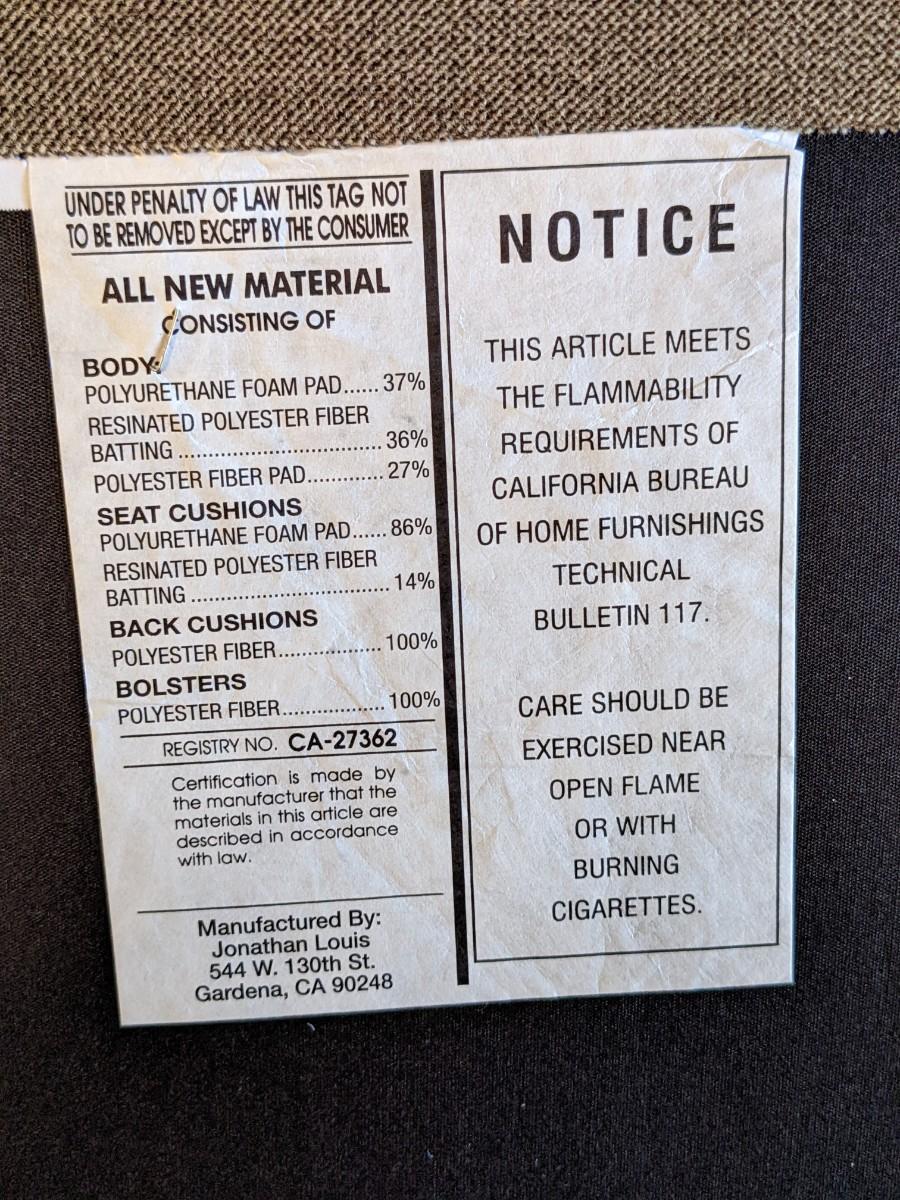 UNDER PENALTY OF LAW THIS TAG NOT
TO BE REMOVED EXCEPT BY THE CONSUMER
ALL NEW MATERIAL
CONSISTING OF
BODY:
POLYURETHANE FOAM PAD...... 37%
RESINATED POLYESTER FIBER
BATTING ................................ 36%
POLYESTER FIBER PAD............. 27%
SEAT CUSHIONS
POLYURETHANE FOAM PAD...... 86%
RESINATED POLYESTER FIBER
BATTING ................................ 14%
BACK CUSHIONS
POLYESTER FIBER................. 100%
BOLSTERS
POLYESTER FIBER................. 100%
REGISTRY NO. CA-27362
Certification is made by
the manufacturer that the
materials in this article are
described in accordance
with law.
Manufactured By:
Jonathan Louis
544 W. 130th St.
Gardena, CA 90248
NOTICE
THIS ARTICLE MEETS
THE FLAMMABILITY
REQUIREMENTS OF
CALIFORNIA BUREAU
OF HOME FURNISHINGS
TECHNICAL
BULLETIN 117.
CARE SHOULD BE
EXERCISED NEAR
OPEN FLAME
OR WITH
BURNING
CIGARETTES.